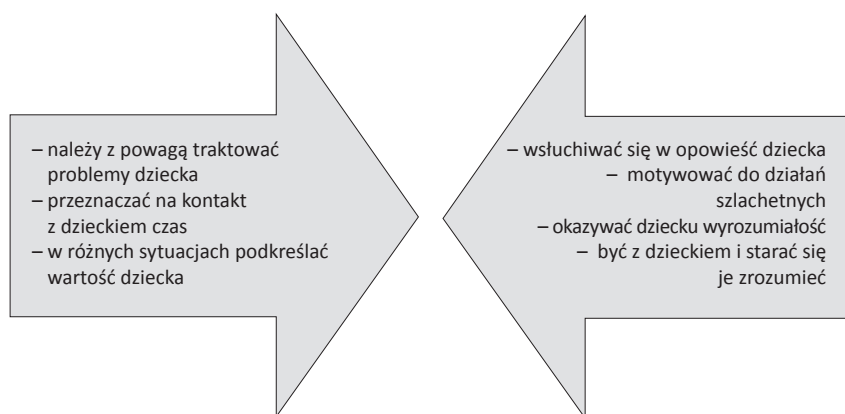 – należy z powagą traktować
problemy dziecka
– przeznaczać na kontakt
z dzieckiem czas
– w różnych sytuacjach podkreślać
wartość dziecka
– wsłuchiwać się w opowieść dziecka
– motywować do działań
szlachetnych
– okazywać dziecku wyrozumiałość
– być z dzieckiem i starać się
je zrozumieć